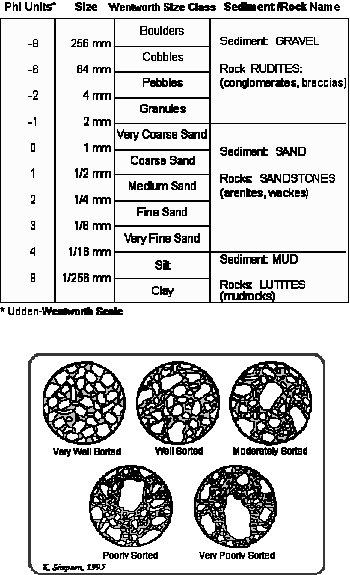 Phi Units* Size Wentworth Size Class Sediment/Rock Name
Boulders
-8 256 mm
Sediment: GRAVEL
Cobbles
-6 64 mm
Rock RUDITES:
(conglomerates, breccias)
Pebbles
-2 4 mm
Granules
-1 2 mm
Very Coarse Sand
0 1 mm
Sediment: SAND
Coarse Sand
1 1/2 mm
Rocks: SANDSTONES
(arenites, wackes)
Medium Sand
2 1/4 mm
Fine Sand
3 1/8 mm
Very Fine Sand
4 1/16 mm
Sediment: MUD
Silt
8 1/256 mm
Rocks: LUTITES
(mudrocks)
Clay
* Udden-Wentworth Scale
Very Well Sorted Well Sorted Moderately Sorted
Poorly Sorted Very Poorly Sorted
K. Simpson, 1995